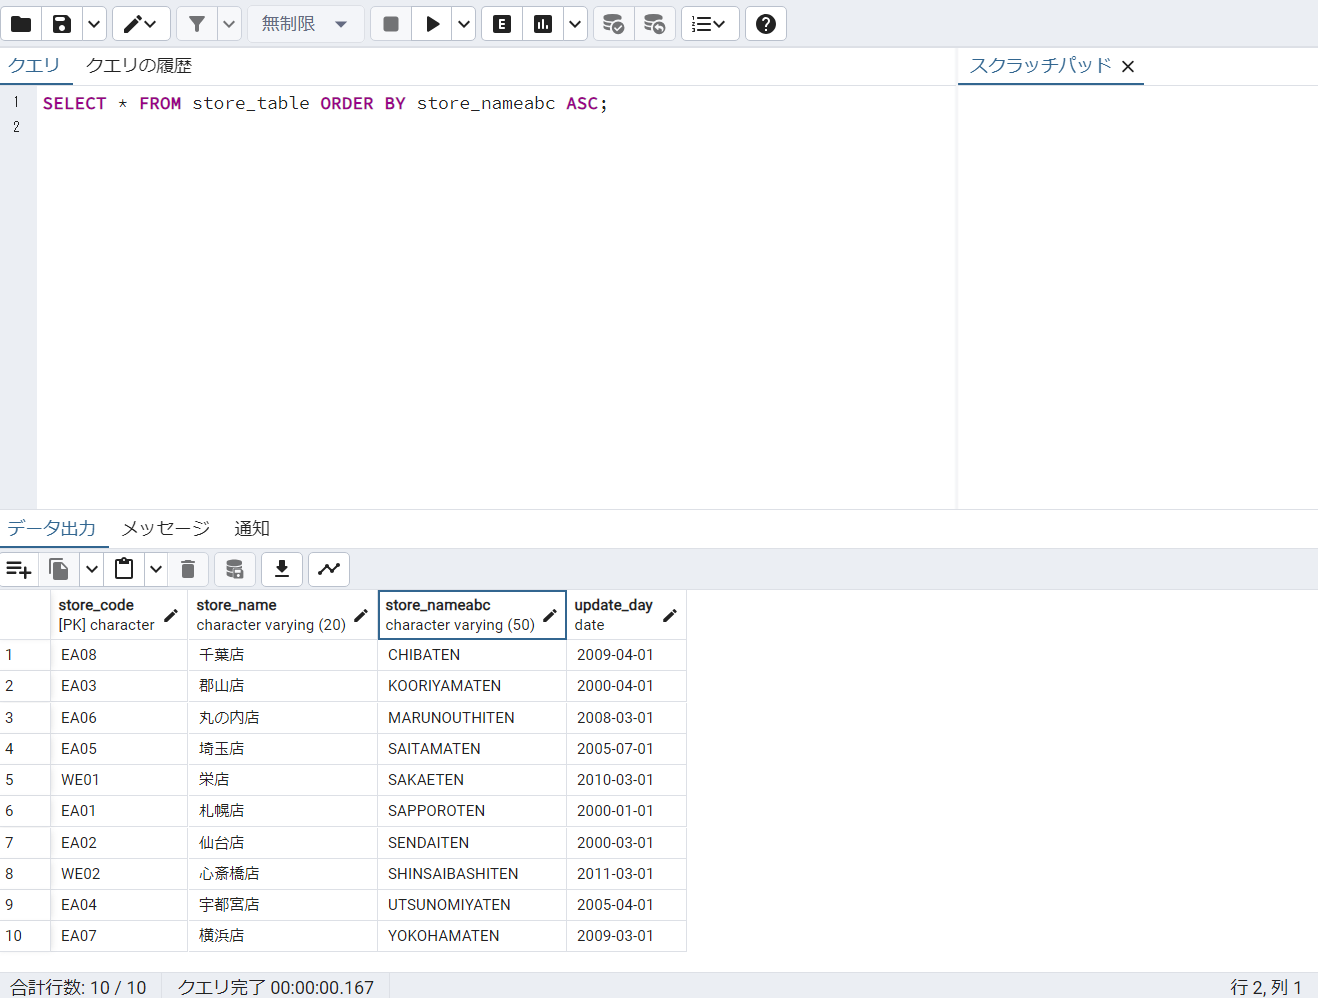 無制限
E
クエリ クエリの履歴 スクラッチパッド
1 SELECT * FROM store_table ORDER BY store_nameabc ASC;
2
データ出力 メッセージ 通知
store_code store_name store_nameabc update_day
[PK] character character varying (20) character varying (50) date
1 EA08 千葉店 CHIBATEN 2009-04-01
2 EA03 郡山店 KOORIYAMATEN 2000-04-01
3 EA06 丸の内店 MARUNOUTHITEN 2008-03-01
4 EA05 埼玉店 SAITAMATEN 2005-07-01
5 WE01 栄店 SAKAETEN 2010-03-01
6 EA01 札幌店 SAPPOROTEN 2000-01-01
7 EA02 仙台店 SENDAITEN 2000-03-01
8 WE02 心斎橋店 SHINSAIBASHITEN 2011-03-01
9 EA04 宇都宮店 UTSUNOMIYATEN 2005-04-01
10 EA07 横浜店 YOKOHAMATEN 2009-03-01
合計行数: 10 / 10 クエリ完了 00:00:00.167 行 2, 列 1